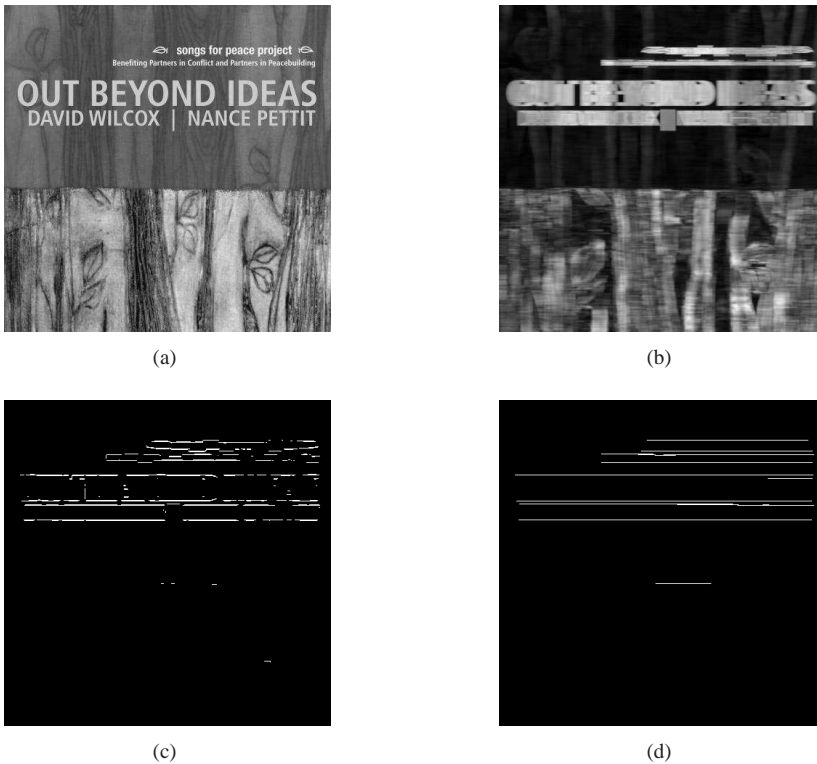 songs for peace project
Benefiting Partners in Conflict and Partners in Peacebuilding
OUT BEYOND IDEAS
DAVID WILCOX | NANCE PETTIT
(a)
(b)
(c)
(d)